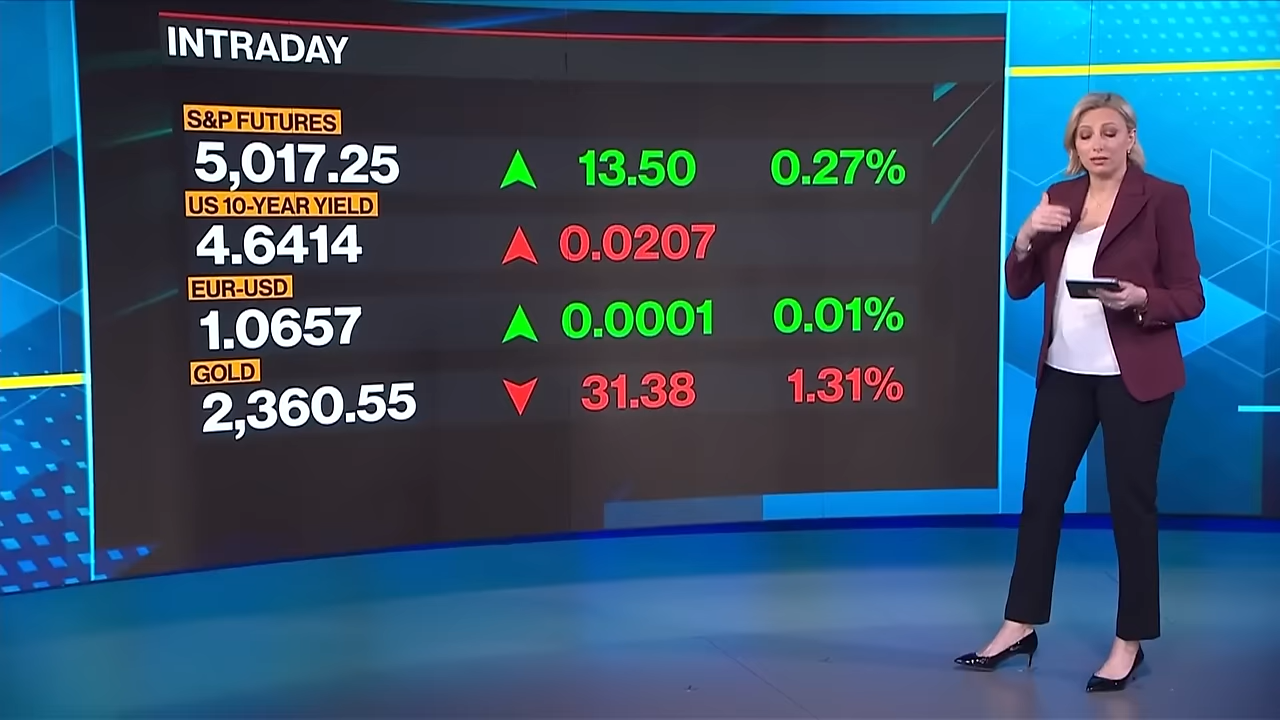 INTRADAY
S&P FUTURES
5,017.25 ▲ 13.50 0.27%
US 10-YEAR YIELD
4.6414 ▲ 0.0207
EUR-USD
1.0657 ▲ 0.0001 0.01%
GOLD
2,360.55 ▼ 31.38 1.31%